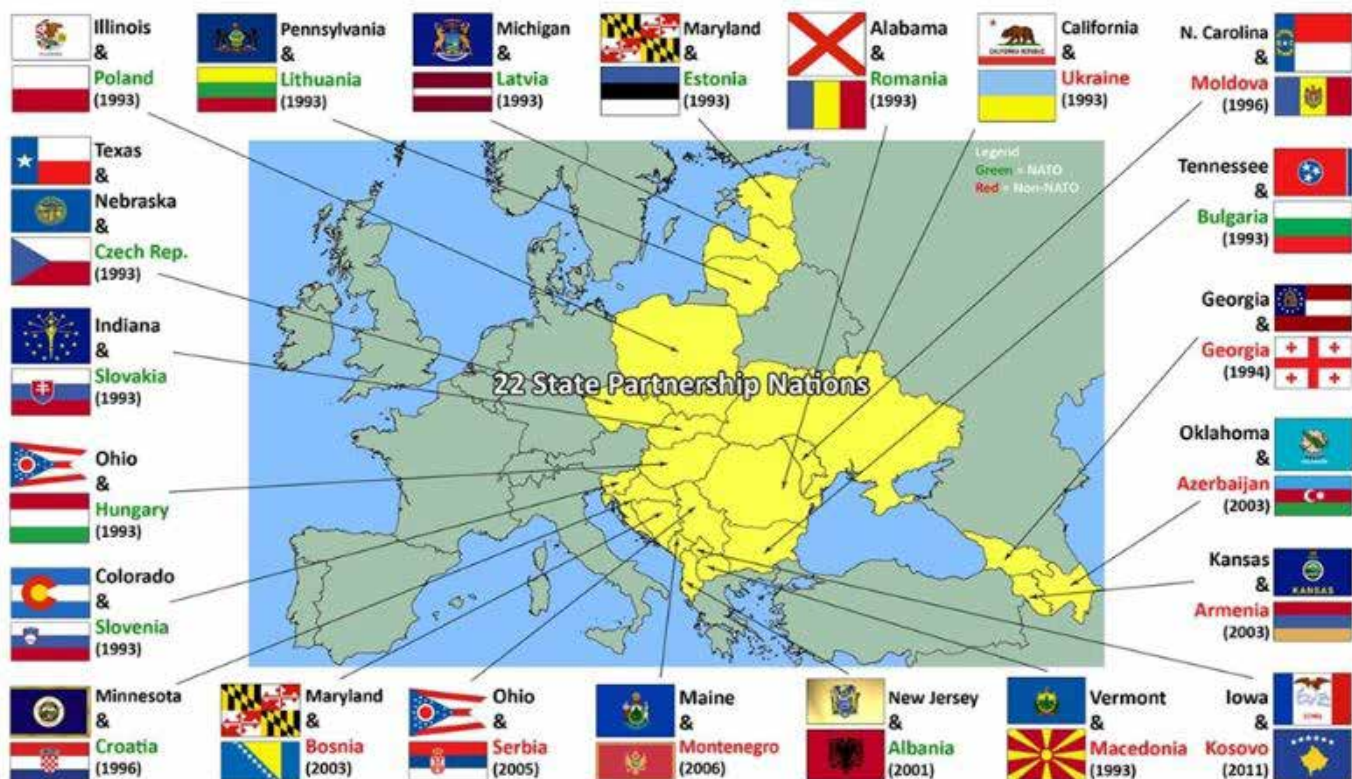 Illinois
&
Poland
(1993)
Pennsylvania
&
Lithuania
(1993)
Michigan
&
Latvia
(1993)
Maryland
&
Estonia
(1993)
Alabama
&
Romania
(1993)
CALIFORNIA REPUBLIC
California
&
Ukraine
(1993)
N. Carolina
&
Moldova
(1996)
Texas
&
Nebraska
&
Czech Rep.
(1993)
Legend
Green = NATO
Red = Non-NATO
Tennessee
&
Bulgaria
(1993)
Indiana
&
Slovakia
(1993)
22 State Partnership Nations
Georgia
&
Georgia
(1994)
Ohio
&
Hungary
(1993)
Oklahoma
&
Azerbaijan
(2003)
Colorado
&
Slovenia
(1993)
Kansas
&
Armenia
(2003)
KANSAS
Minnesota
&
Croatia
(1996)
Maryland
&
Bosnia
(2003)
Ohio
&
Serbia
(2005)
Maine
&
Montenegro
(2006)
New Jersey
&
Albania
(2001)
Vermont
&
Macedonia
(1993)
Iowa
&
Kosovo
(2011)